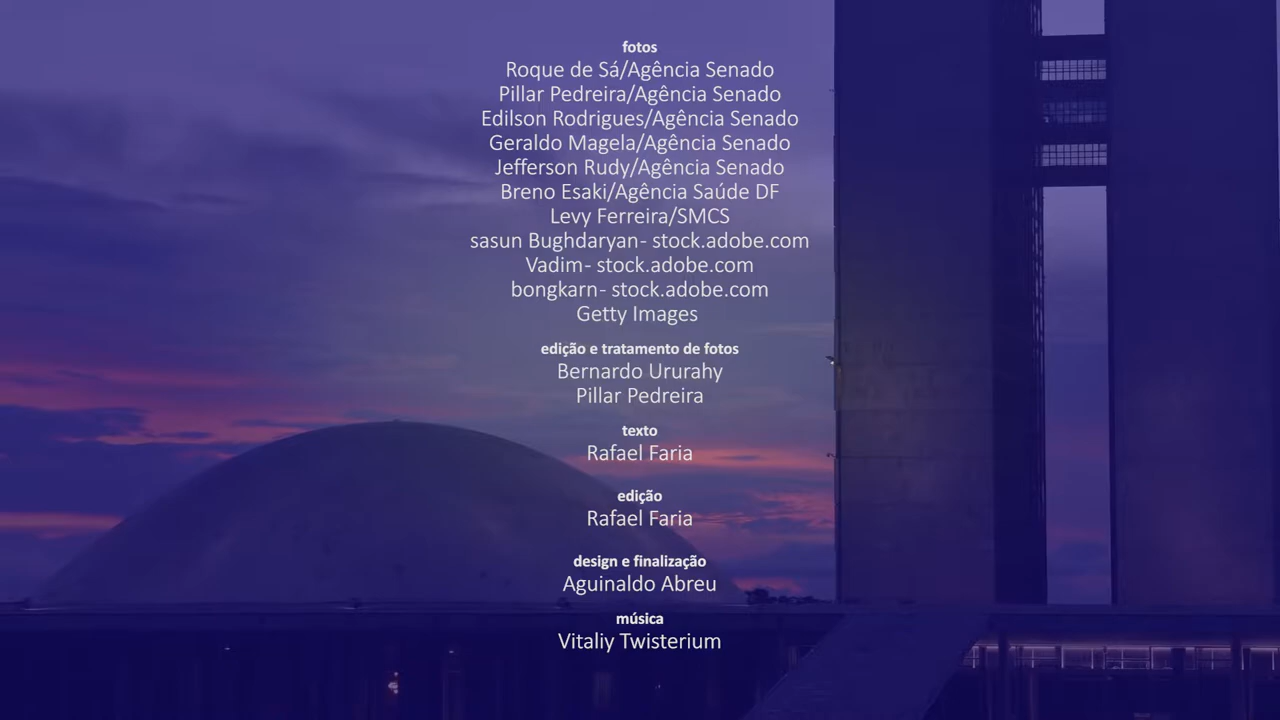 fotos
Roque de Sá/Agência Senado
Pillar Pedreira/Agência Senado
Edilson Rodrigues/Agência Senado
Geraldo Magela/Agência Senado
Jefferson Rudy/Agência Senado
Breno Esaki/Agência Saúde DF
Levy Ferreira/SMCS
sasun Bughdaryan- stock.adobe.com
Vadim- stock.adobe.com
bongkarn- stock.adobe.com
Getty Images
edição e tratamento de fotos
Bernardo Ururahy
Pillar Pedreira
texto
Rafael Faria
edição
Rafael Faria
design e finalização
Aguinaldo Abreu
música
Vitaliy Twisterium